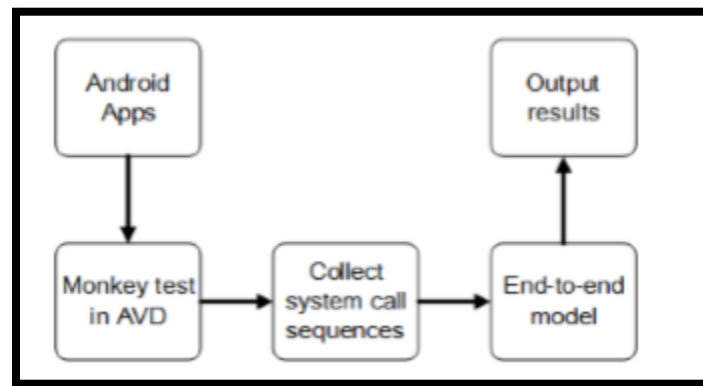 Android
Apps
Output
results
Monkey test
in AVD
Collect
system call
sequences
End-to-end
model